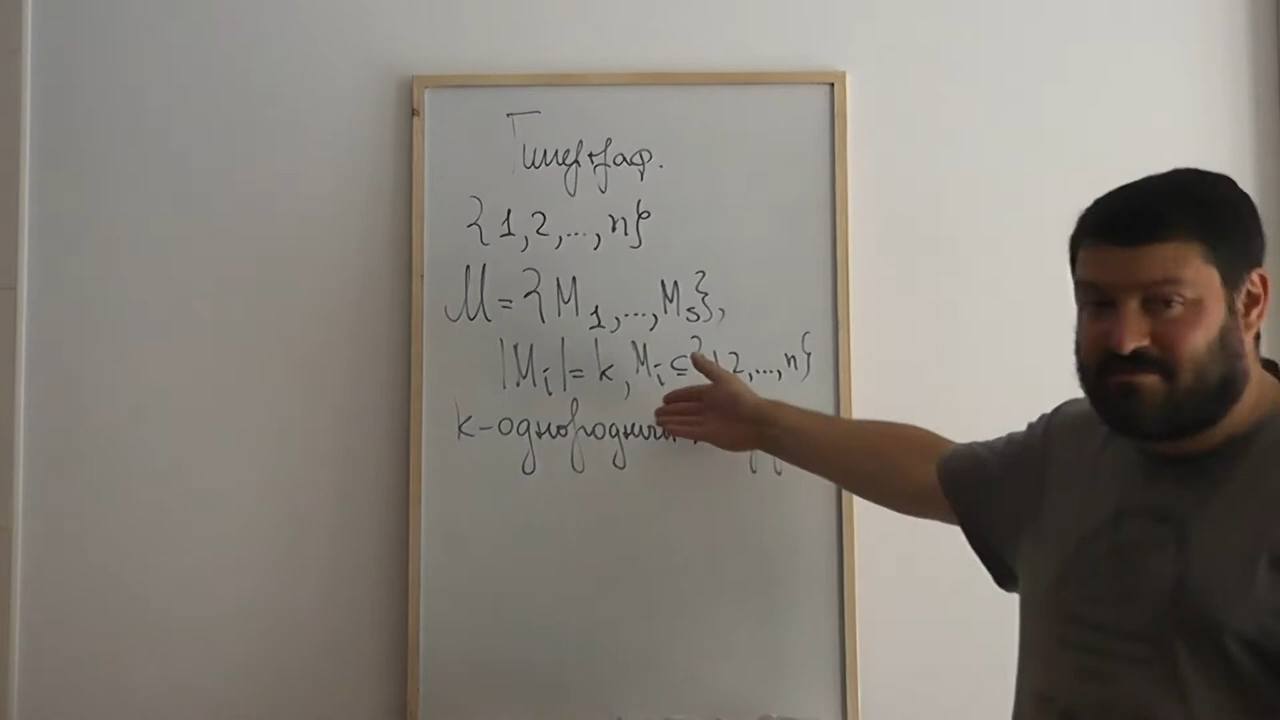 Гиперграф.
{1,2,...,n}
M={M₁,...,Mₛ},
|Mᵢ|=k, Mᵢ⊆{1,2,...,n}
k-однородный